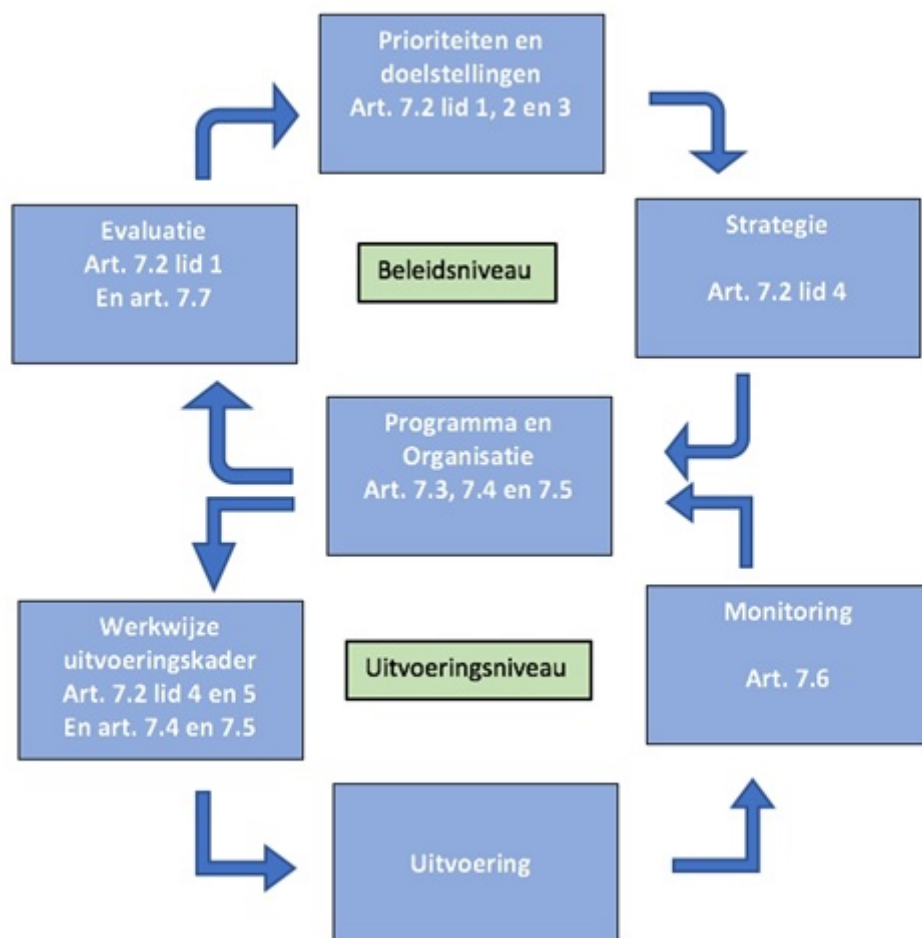 Prioriteiten en
doelstellingen
Art. 7.2 lid 1, 2 en 3
Evaluatie
Art. 7.2 lid 1
En art. 7.7
Beleidsniveau
Strategie
Art. 7.2 lid 4
Programma en
Organisatie
Art. 7.3, 7.4 en 7.5
Werkwijze
uitvoeringskader
Art. 7.2 lid 4 en 5
En art. 7.4 en 7.5
Uitvoeringsniveau
Monitoring
Art. 7.6
Uitvoering